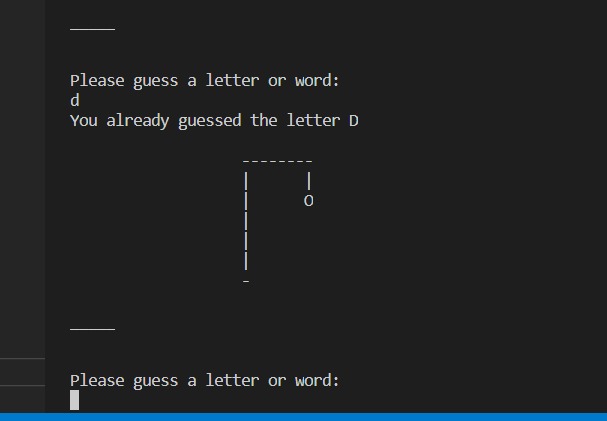 _____
Please guess a letter or word:
d
You already guessed the letter D
                   --------
                   |      |
                   |      O
                   |
                   |
                   |
                   -
_____
Please guess a letter or word: